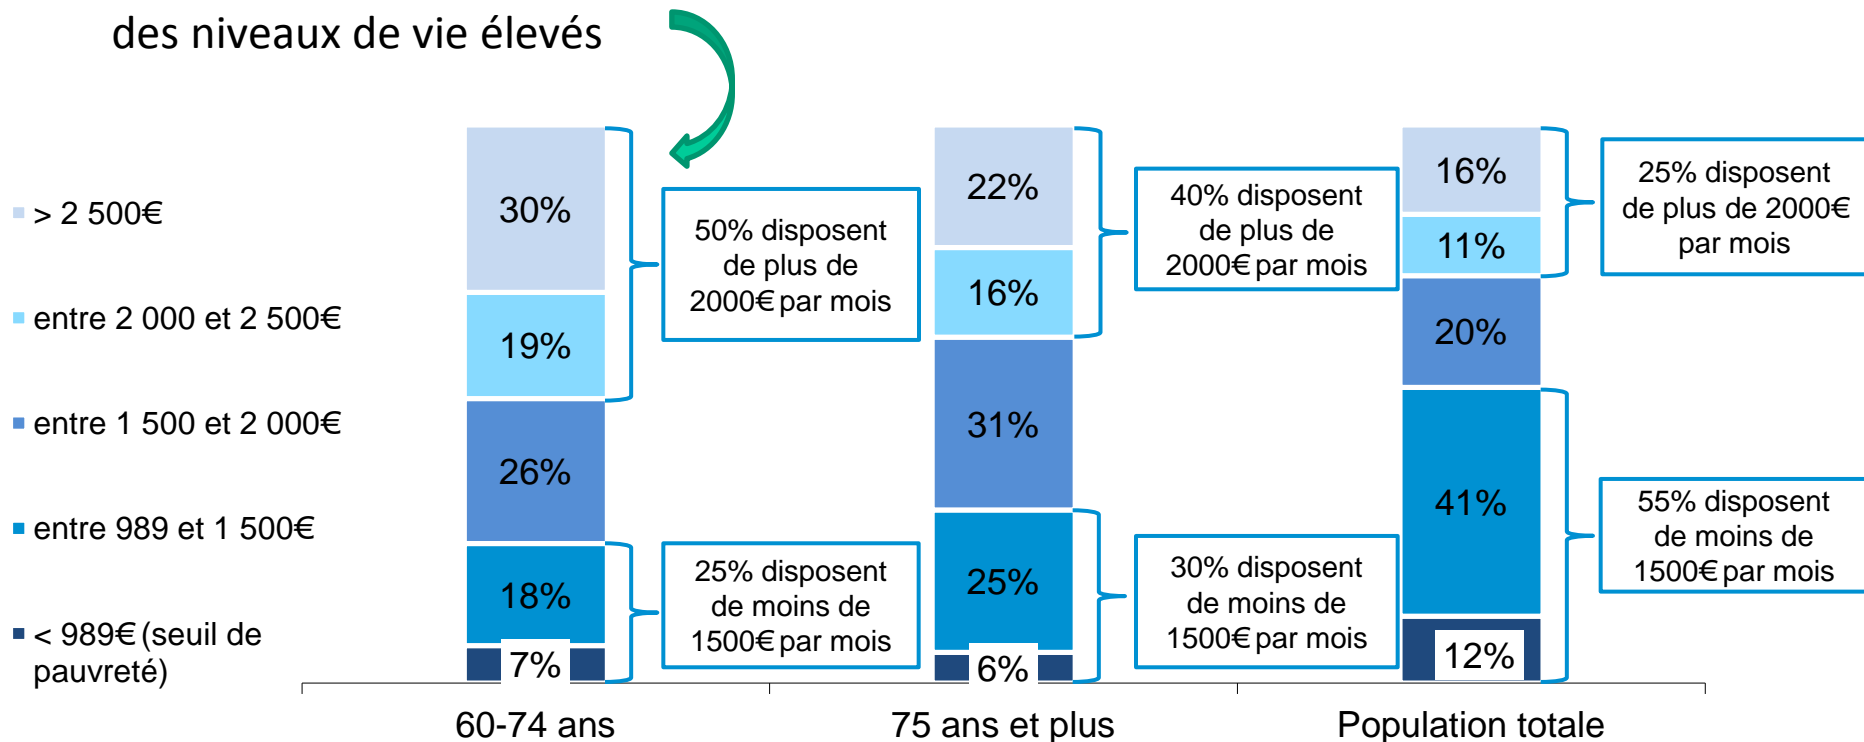 des niveaux de vie élevés
> 2 500€
entre 2 000 et 2 500€
entre 1 500 et 2 000€
entre 989 et 1 500€
< 989€ (seuil de
pauvreté)
30%
19%
26%
18%
7%
50% disposent
de plus de
2000€ par mois
25% disposent
de moins de
1500€ par mois
22%
16%
31%
25%
6%
40% disposent
de plus de
2000€ par mois
30% disposent
de moins de
1500€ par mois
16%
11%
20%
41%
12%
25% disposent
de plus de 2000€
par mois
55% disposent
de moins de
1500€ par mois
60-74 ans
75 ans et plus
Population totale